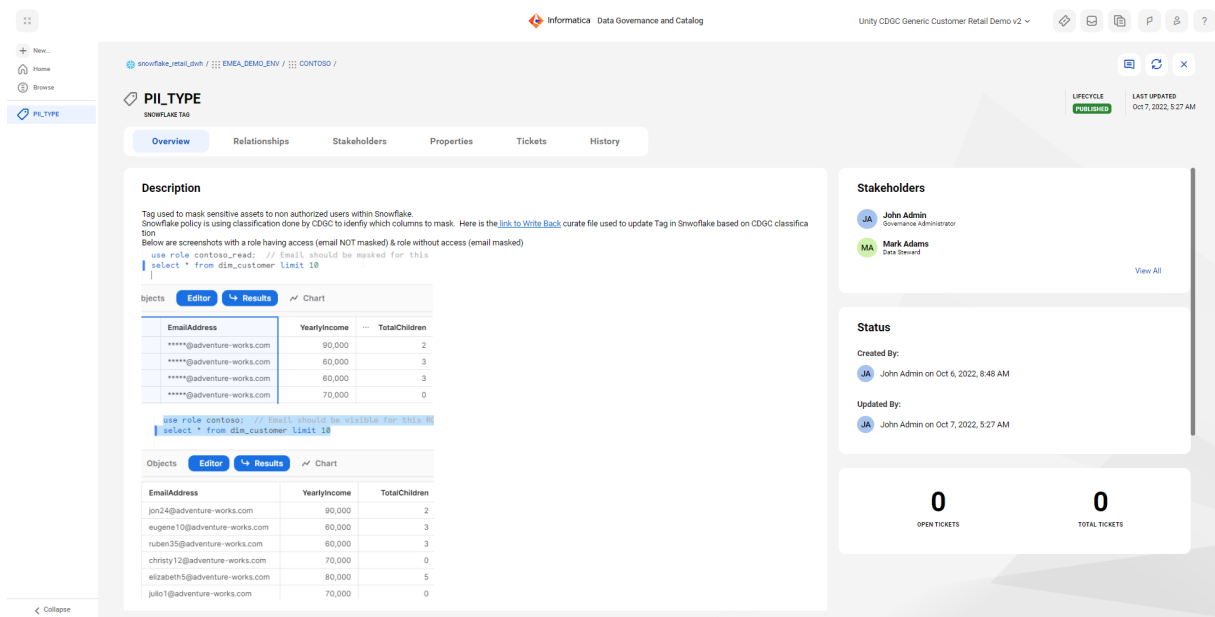 Informatica Data Governance and Catalog
Unity CDGC Generic Customer Retail Demo v2
?
New...
Home
Browse
PII_TYPE
snowflake_retail_dwh / EMEA_DEMO_ENV / CONTOSO /
PII_TYPE
SNOWFLAKE TAG
LIFECYCLE
PUBLISHED
LAST UPDATED
Oct 7, 2022, 5:27 AM
Overview Relationships Stakeholders Properties Tickets History
Description
Tag used to mask sensitive assets to non authorized users within Snowflake.
Snowflake policy is using classification done by CDGC to idenfiy which columns to mask. Here is the link to Write Back curate file used to update Tag in Snwoflake based on CDGC classifica
tion
Below are screenshots with a role having access (email NOT masked) & role without access (email masked)
use role contoso_read; // Email should be masked for this
select * from dim_customer limit 10
bjects Editor Results Chart
EmailAddress YearlyIncome ... TotalChildren
*****@adventure-works.com 90,000 2
*****@adventure-works.com 60,000 3
*****@adventure-works.com 60,000 3
*****@adventure-works.com 70,000 0
use role contoso; // Email should be visible for this RO
select * from dim_customer limit 10
Objects Editor Results Chart
EmailAddress YearlyIncome TotalChildren
jon24@adventure-works.com 90,000 2
eugene10@adventure-works.com 60,000 3
ruben35@adventure-works.com 60,000 3
christy12@adventure-works.com 70,000 0
elizabeth5@adventure-works.com 80,000 5
julio1@adventure-works.com 70,000 0
Stakeholders
JA John Admin
Governance Administrator
MA Mark Adams
Data Steward
View All
Status
Created By:
JA John Admin on Oct 6, 2022, 8:48 AM
Updated By:
JA John Admin on Oct 7, 2022, 5:27 AM
0 0
OPEN TICKETS TOTAL TICKETS
Collapse